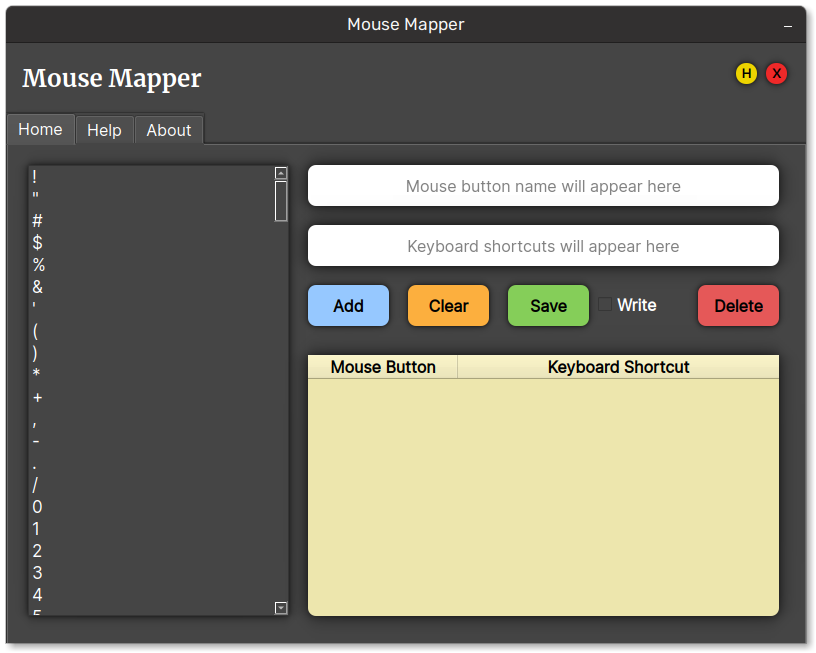 Mouse Mapper
Mouse Mapper
H X
Home Help About
!
"
#
$
%
&
'
(
)
*
+
,
-
.
/
0
1
2
3
4
5
Mouse button name will appear here
Keyboard shortcuts will appear here
Add Clear Save Write Delete
Mouse Button Keyboard Shortcut